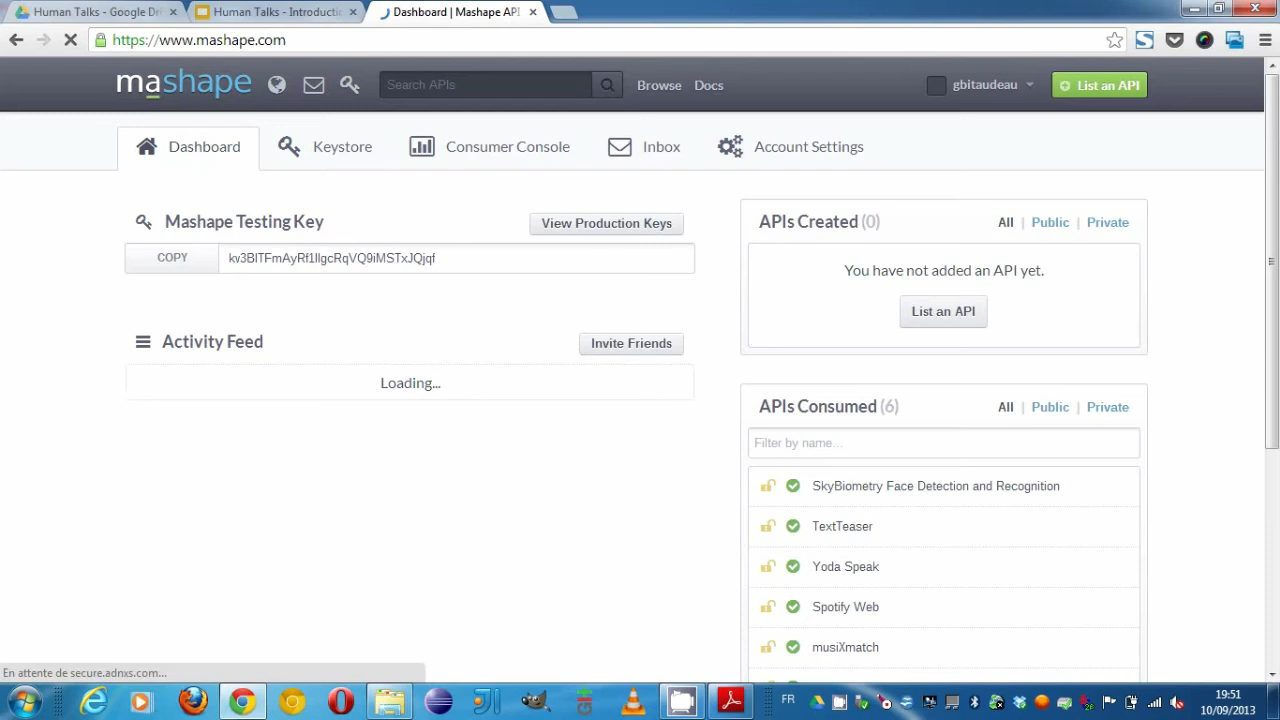 Human Talks - Google Dri
Human Talks - Introducti
Dashboard | Mashape API
https://www.mashape.com
mashape
Search APIs
Browse
Docs
gbitaudeau
List an API
Dashboard
Keystore
Consumer Console
Inbox
Account Settings
Mashape Testing Key
View Production Keys
COPY
APIs Created (0)
All | Public | Private
You have not added an API yet.
List an API
Activity Feed
Invite Friends
Loading...
APIs Consumed (6)
All | Public | Private
Filter by name...
SkyBiometry Face Detection and Recognition
TextTeaser
Yoda Speak
Spotify Web
musiXmatch
En attente de secure.adnxs.com...
FR
19:51
10/09/2013